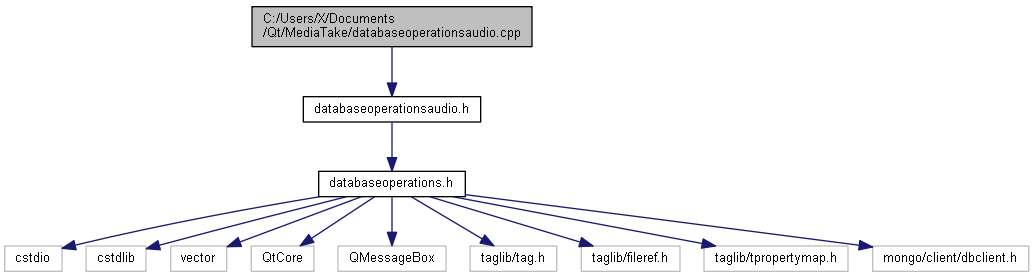 C:/Users/X/Documents
/Qt/MediaTake/databaseoperationsaudio.cpp
databaseoperationsaudio.h
databaseoperations.h
cstdio
cstdlib
vector
QtCore
QMessageBox
taglib/tag.h
taglib/fileref.h
taglib/tpropertymap.h
mongo/client/dbclient.h